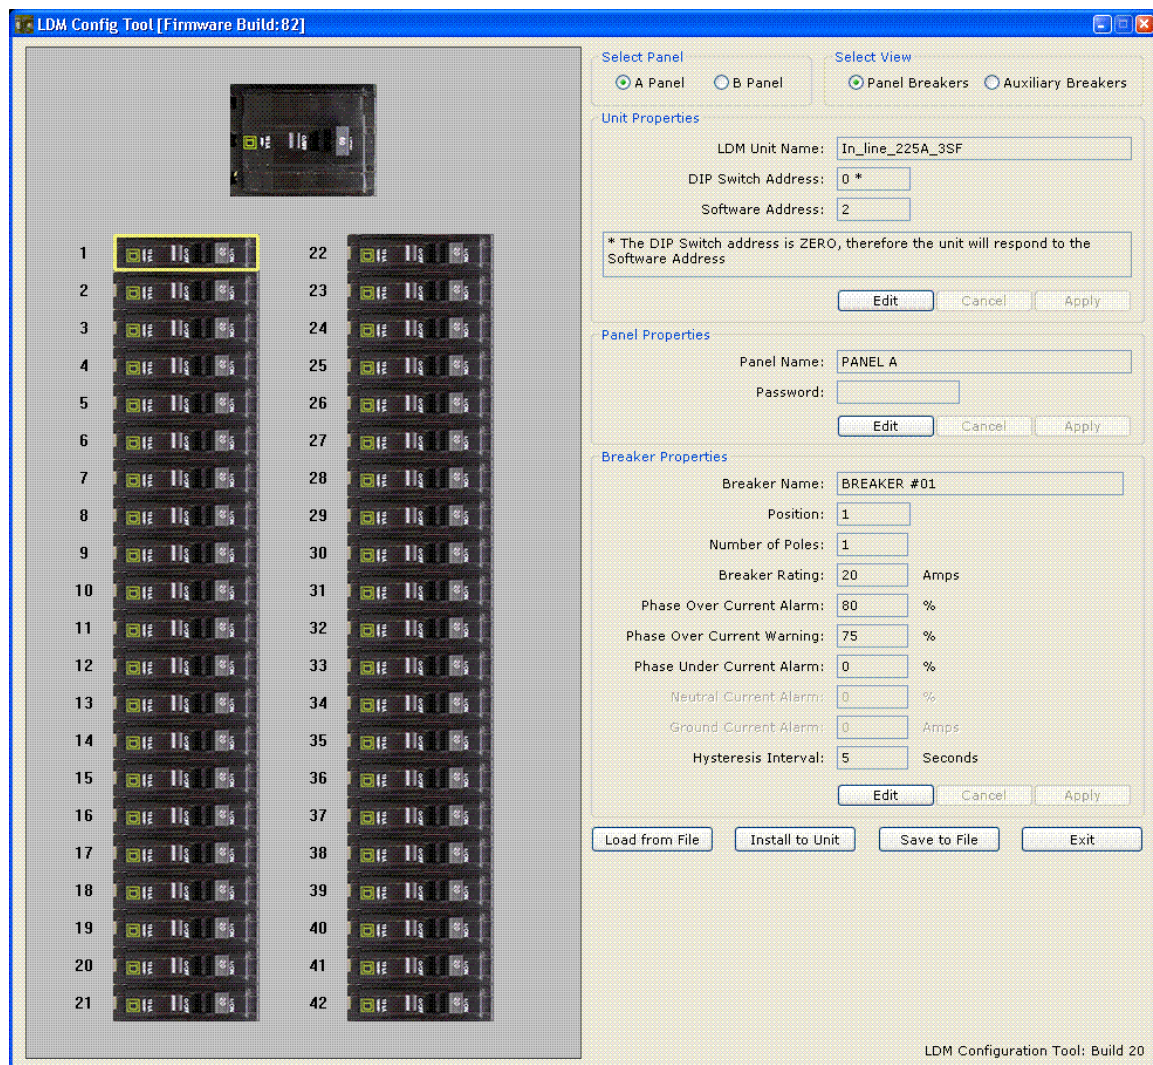 LDM Config Tool [Firmware Build:82]
Select Panel
A Panel
B Panel
Select View
Panel Breakers
Auxiliary Breakers
Unit Properties
LDM Unit Name: In_line_225A_3SF
DIP Switch Address: 0 *
Software Address: 2
* The DIP Switch address is ZERO, therefore the unit will respond to the
Software Address
Edit Cancel Apply
Panel Properties
Panel Name: PANEL A
Password:
Edit Cancel Apply
Breaker Properties
Breaker Name: BREAKER #01
Position: 1
Number of Poles: 1
Breaker Rating: 20 Amps
Phase Over Current Alarm: 80 %
Phase Over Current Warning: 75 %
Phase Under Current Alarm: 0 %
Neutral Current Alarm: 0 %
Ground Current Alarm: 0 Amps
Hysteresis Interval: 5 Seconds
Edit Cancel Apply
Load from File Install to Unit Save to File Exit
1 22
2 23
3 24
4 25
5 26
6 27
7 28
8 29
9 30
10 31
11 32
12 33
13 34
14 35
15 36
16 37
17 38
18 39
19 40
20 41
21 42
LDM Configuration Tool: Build 20